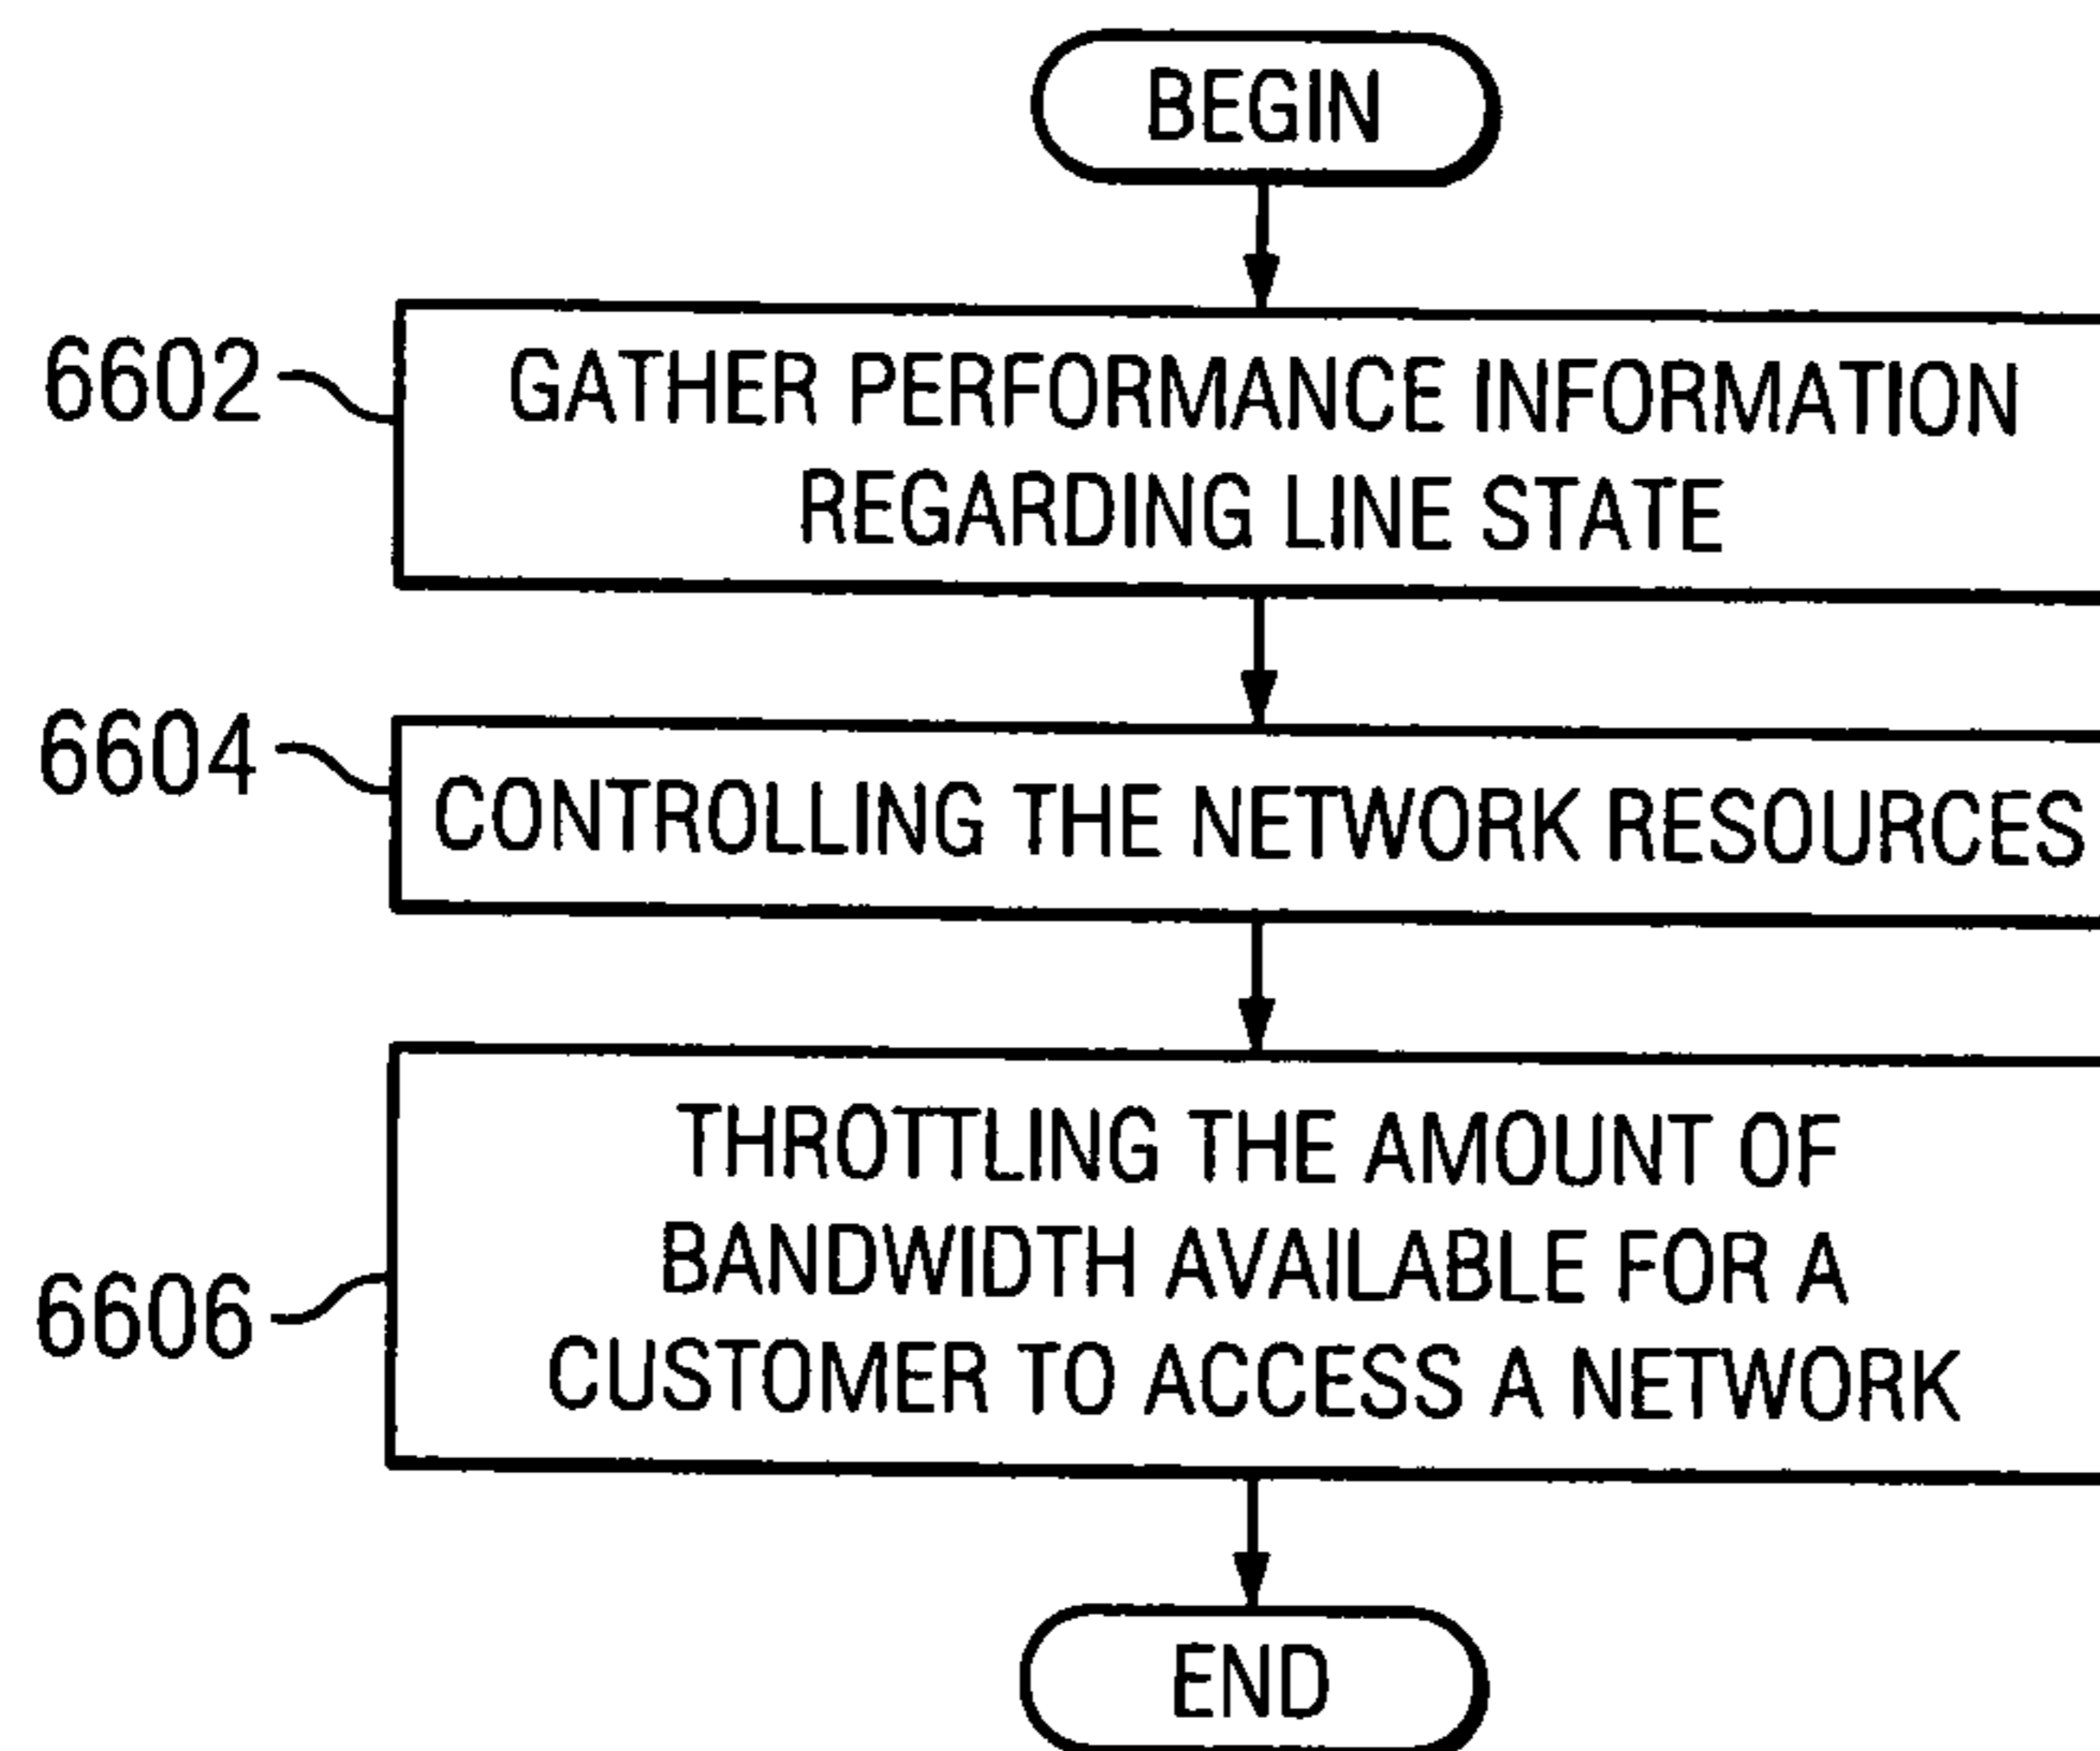 BEGIN
6602
GATHER PERFORMANCE INFORMATION
REGARDING LINE STATE
6604
CONTROLLING THE NETWORK RESOURCES
6606
THROTTLING THE AMOUNT OF
BANDWIDTH AVAILABLE FOR A
CUSTOMER TO ACCESS A NETWORK
END